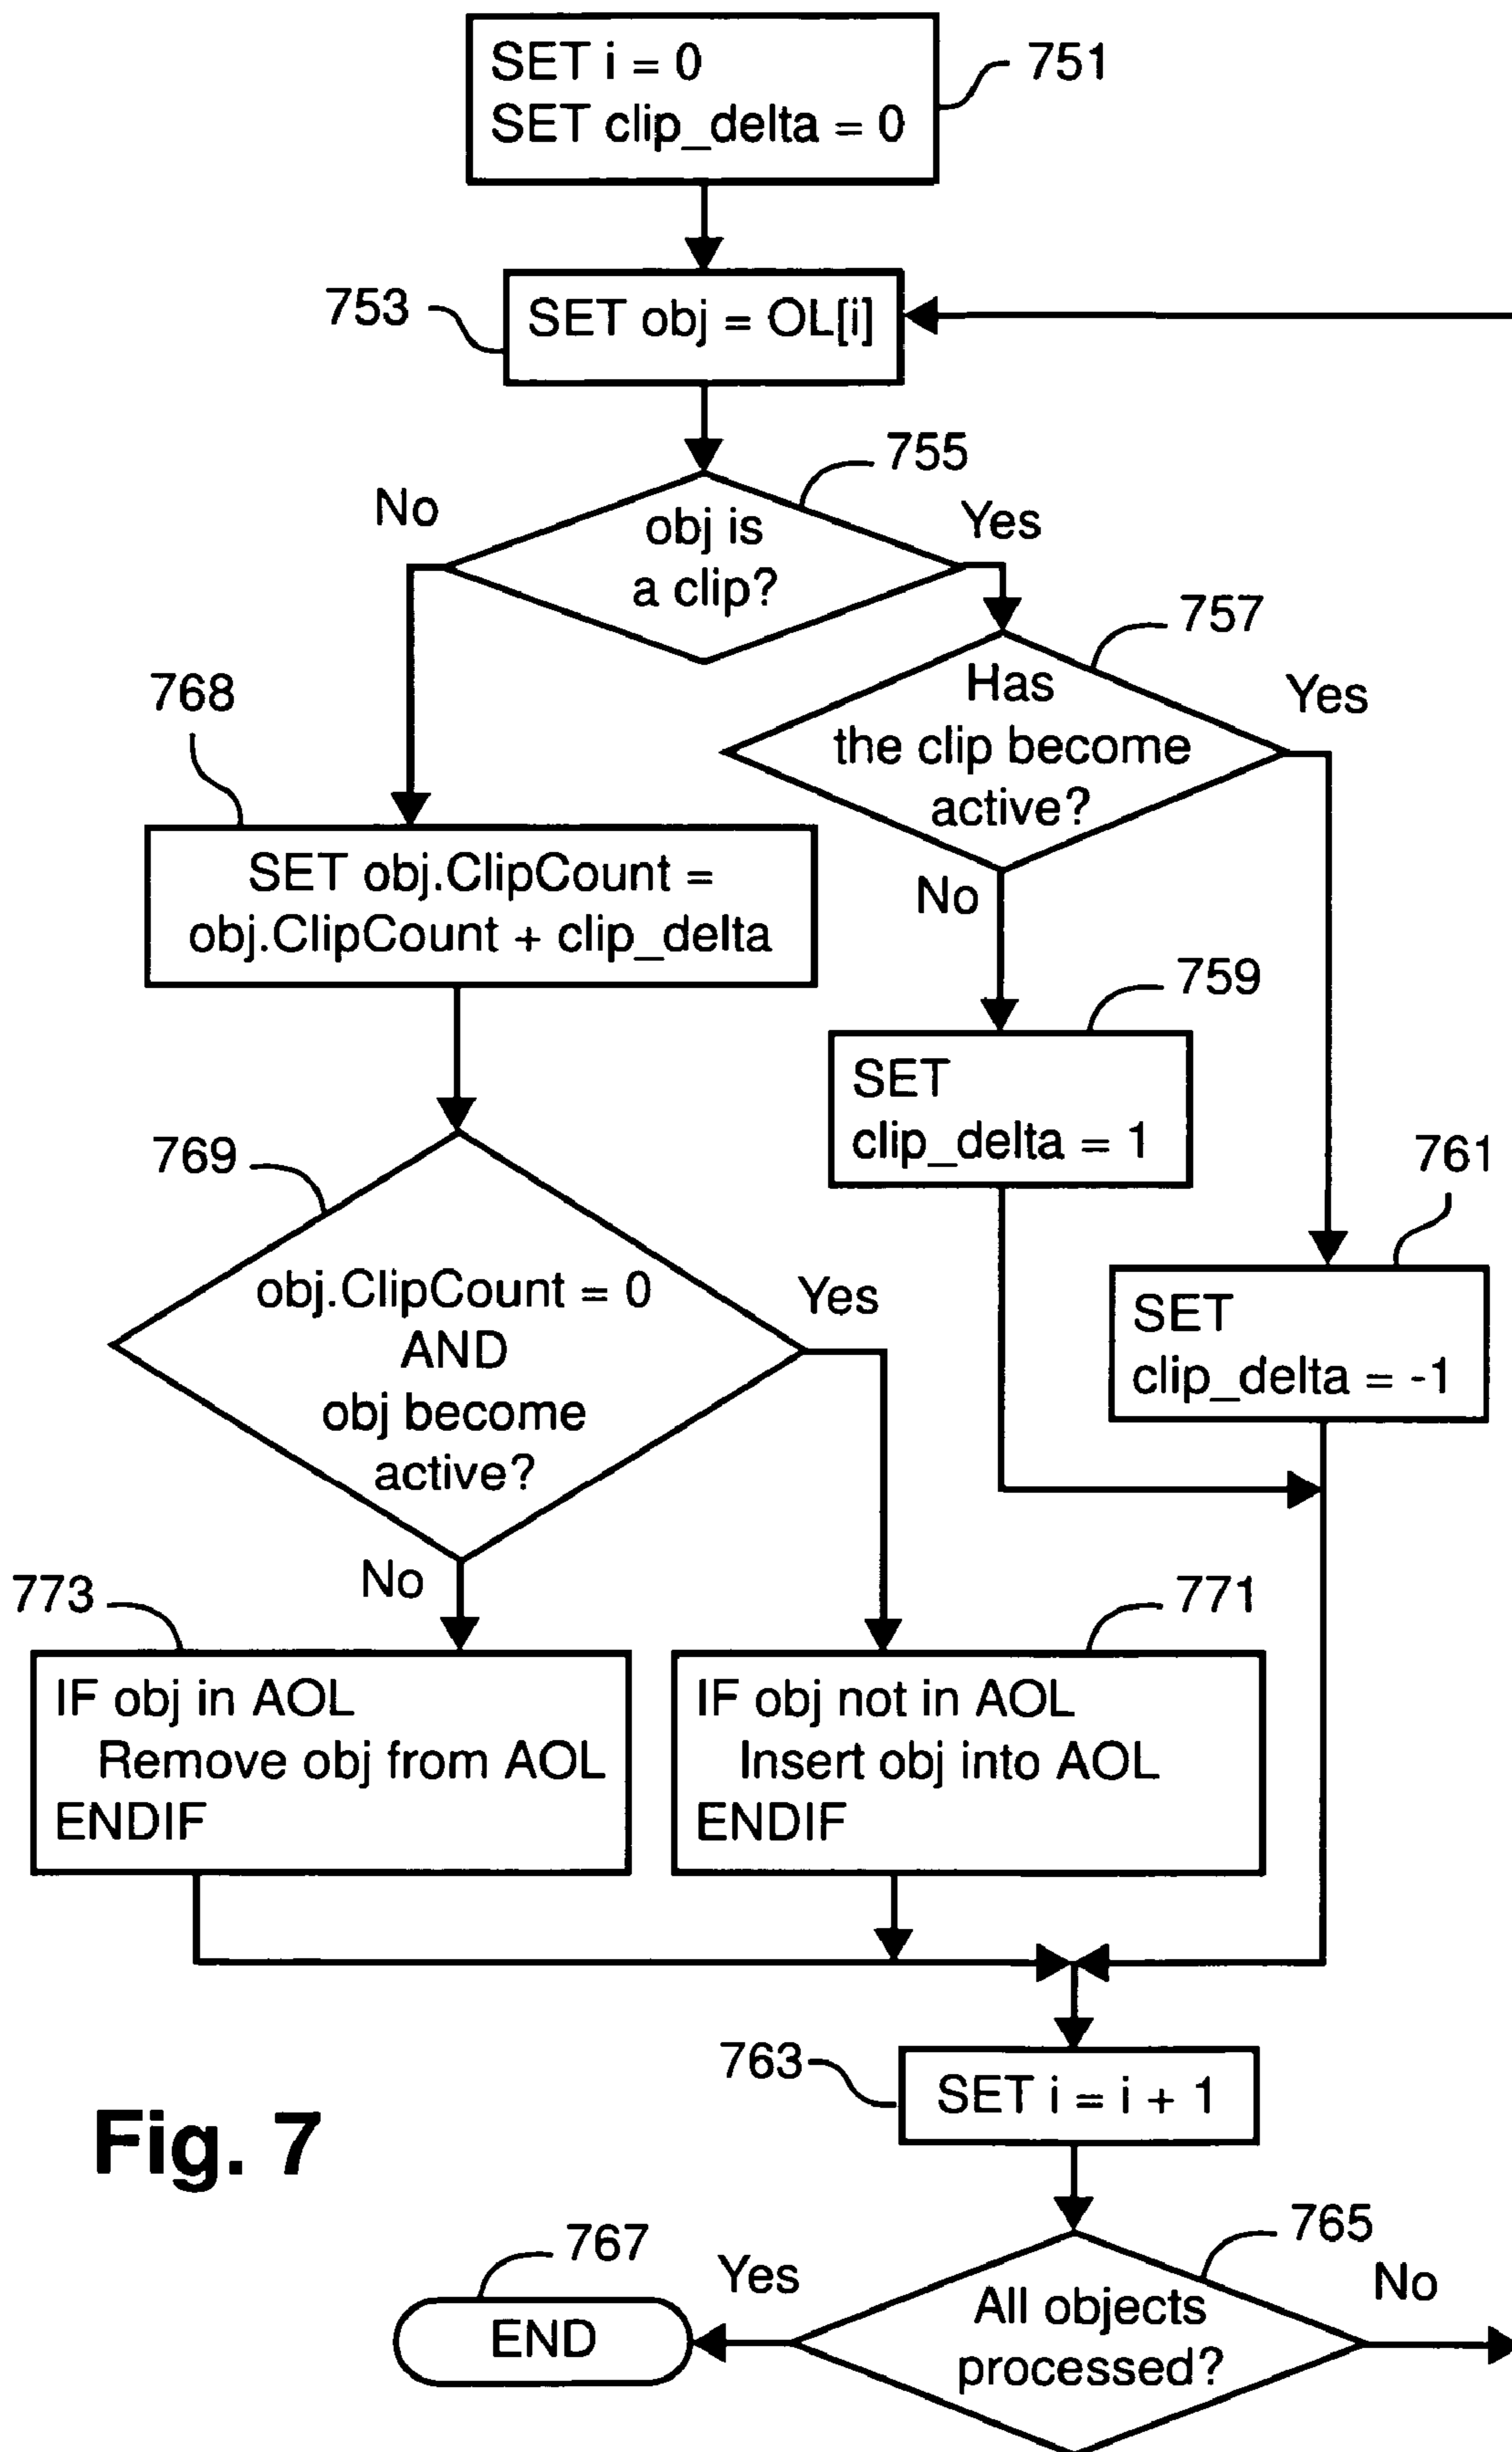 SET i = 0
SET clip_delta = 0
751
753
SET obj = OL[i]
755
No
obj is
a clip?
Yes
757
768
Has
the clip become
active?
Yes
SET obj.ClipCount =
obj.ClipCount + clip_delta
No
759
SET
clip_delta = 1
769
761
obj.ClipCount = 0
AND
obj become
active?
Yes
SET
clip_delta = -1
No
773
771
IF obj in AOL
Remove obj from AOL
ENDIF
IF obj not in AOL
Insert obj into AOL
ENDIF
763
SET i = i + 1
Fig. 7
767
765
Yes
No
END
All objects
processed?